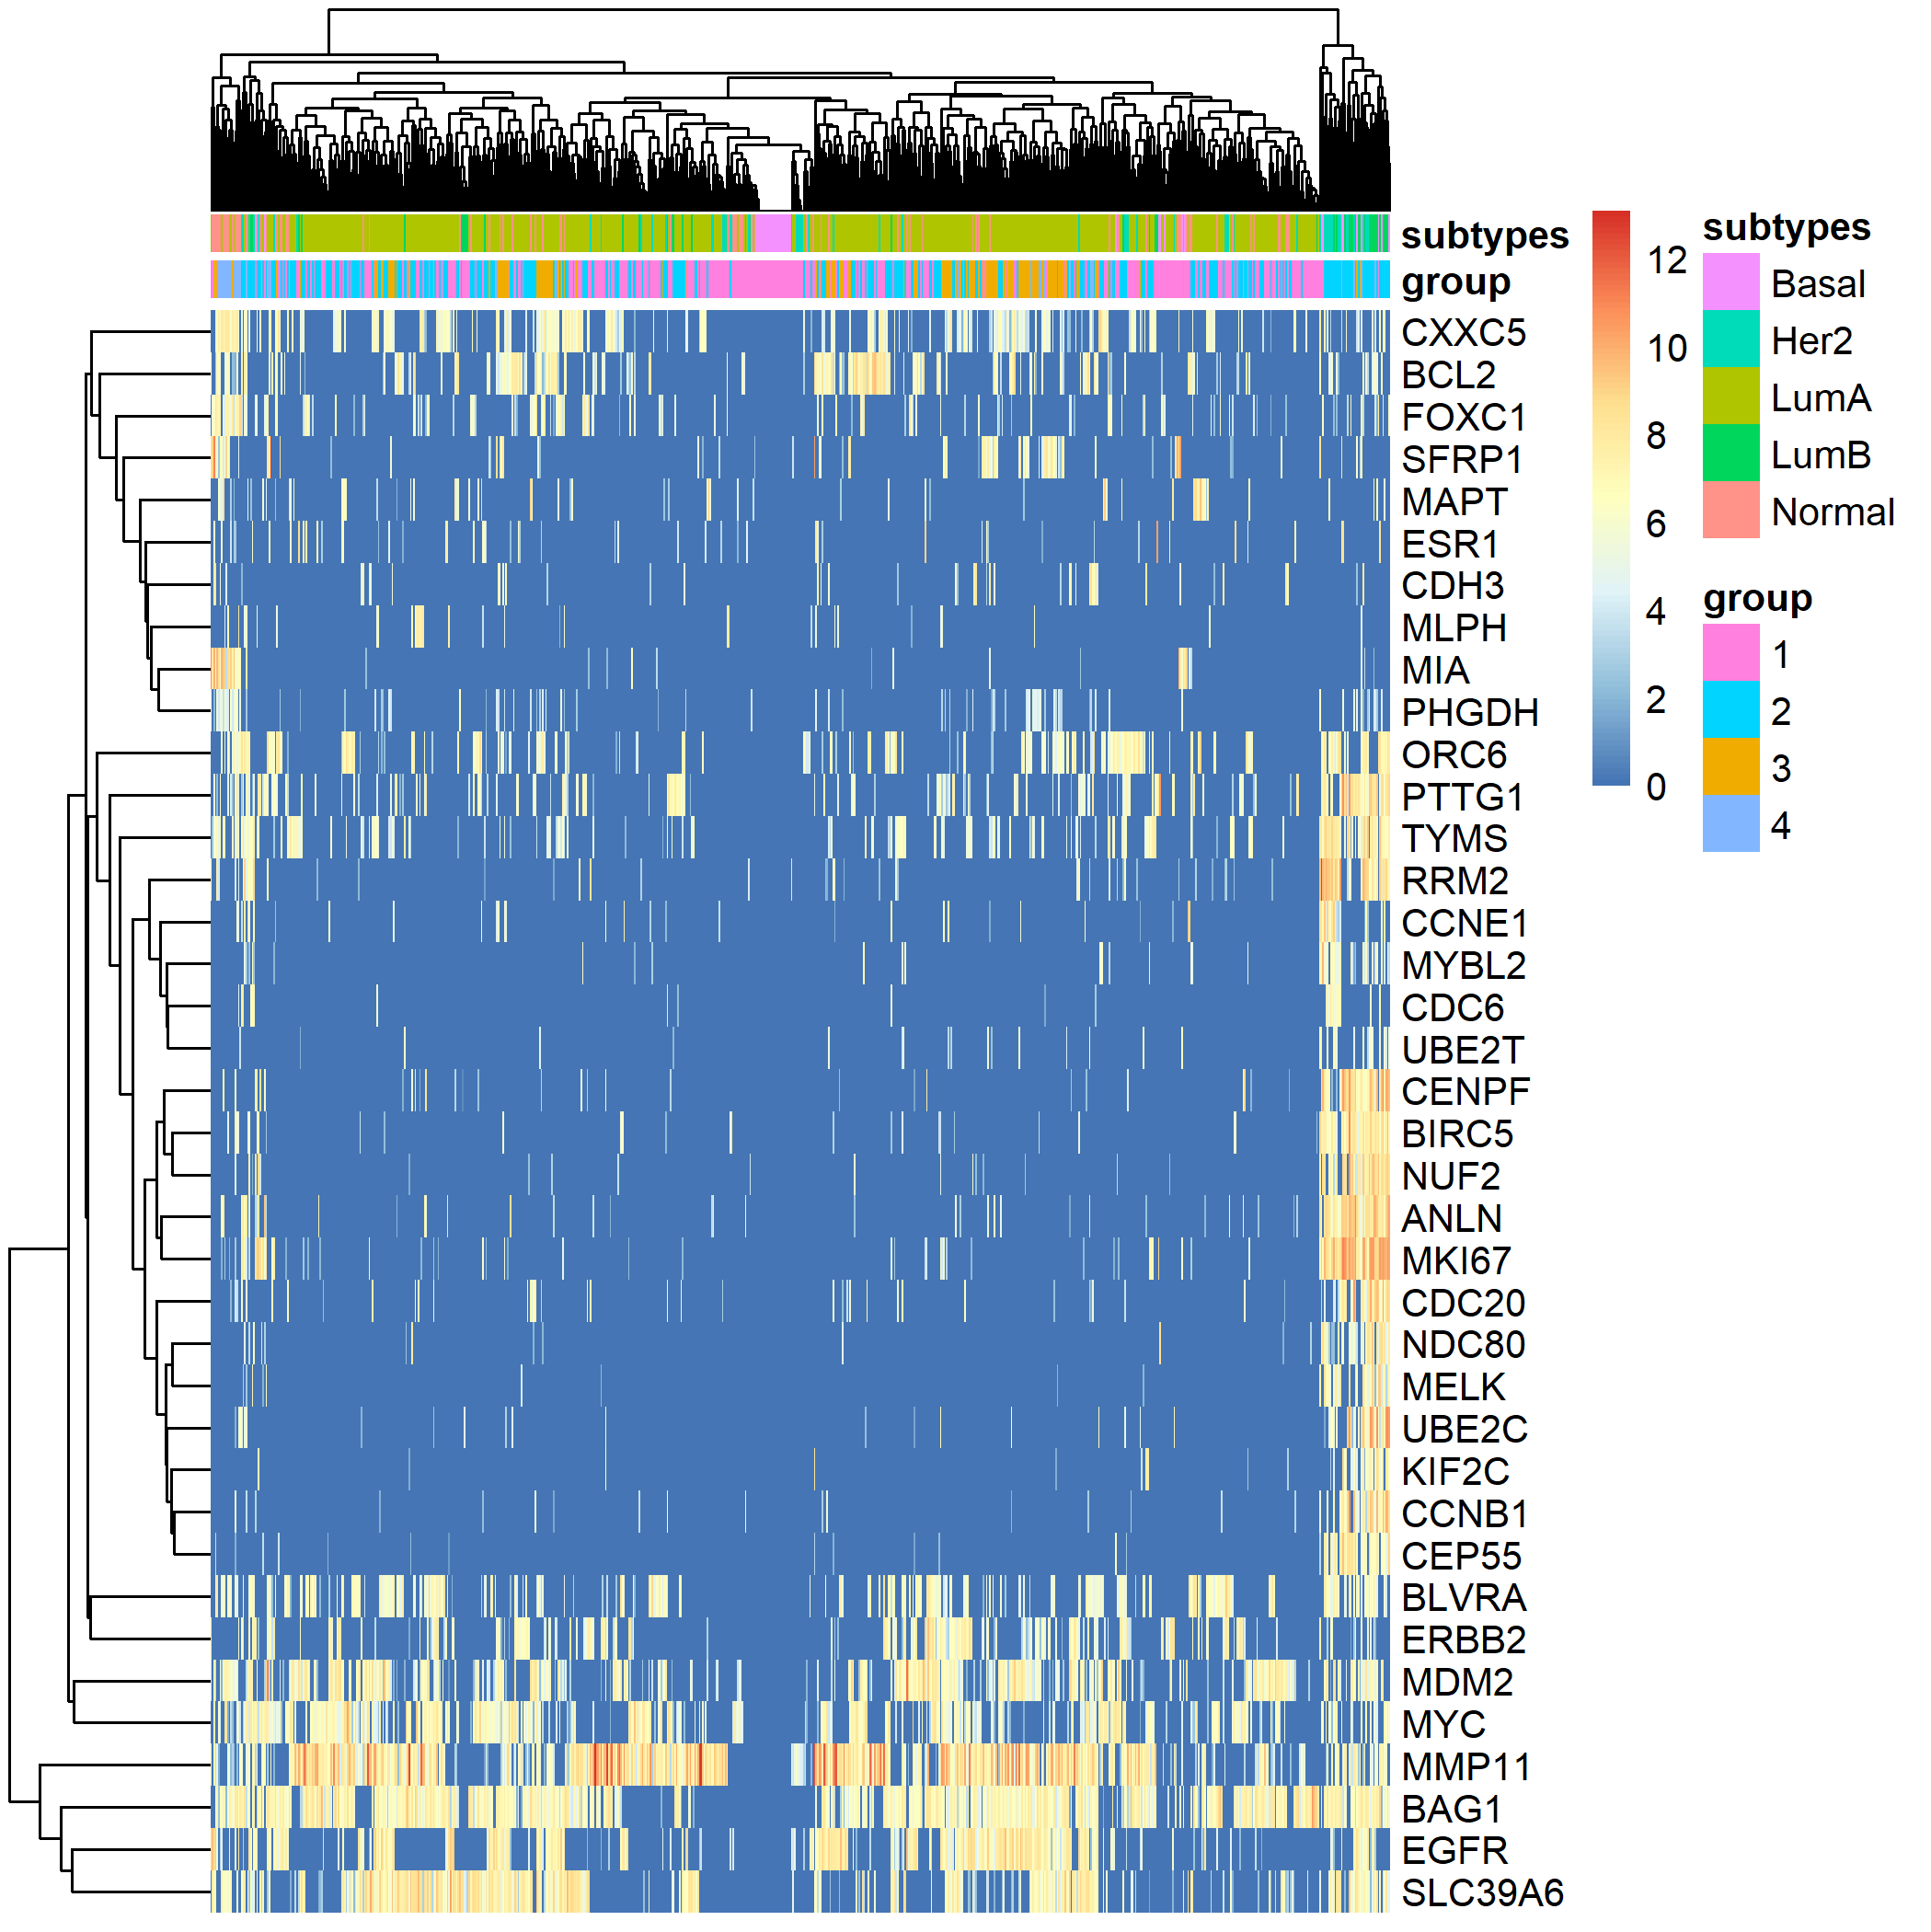 subtypes
group
CXXC5
BCL2
FOXC1
SFRP1
MAPT
ESR1
CDH3
MLPH
MIA
PHGDH
ORC6
PTTG1
TYMS
RRM2
CCNE1
MYBL2
CDC6
UBE2T
CENPF
BIRC5
NUF2
ANLN
MKI67
CDC20
NDC80
MELK
UBE2C
KIF2C
CCNB1
CEP55
BLVRA
ERBB2
MDM2
MYC
MMP11
BAG1
EGFR
SLC39A6
12
10
8
6
4
2
0
subtypes
Basal
Her2
LumA
LumB
Normal
group
1
2
3
4